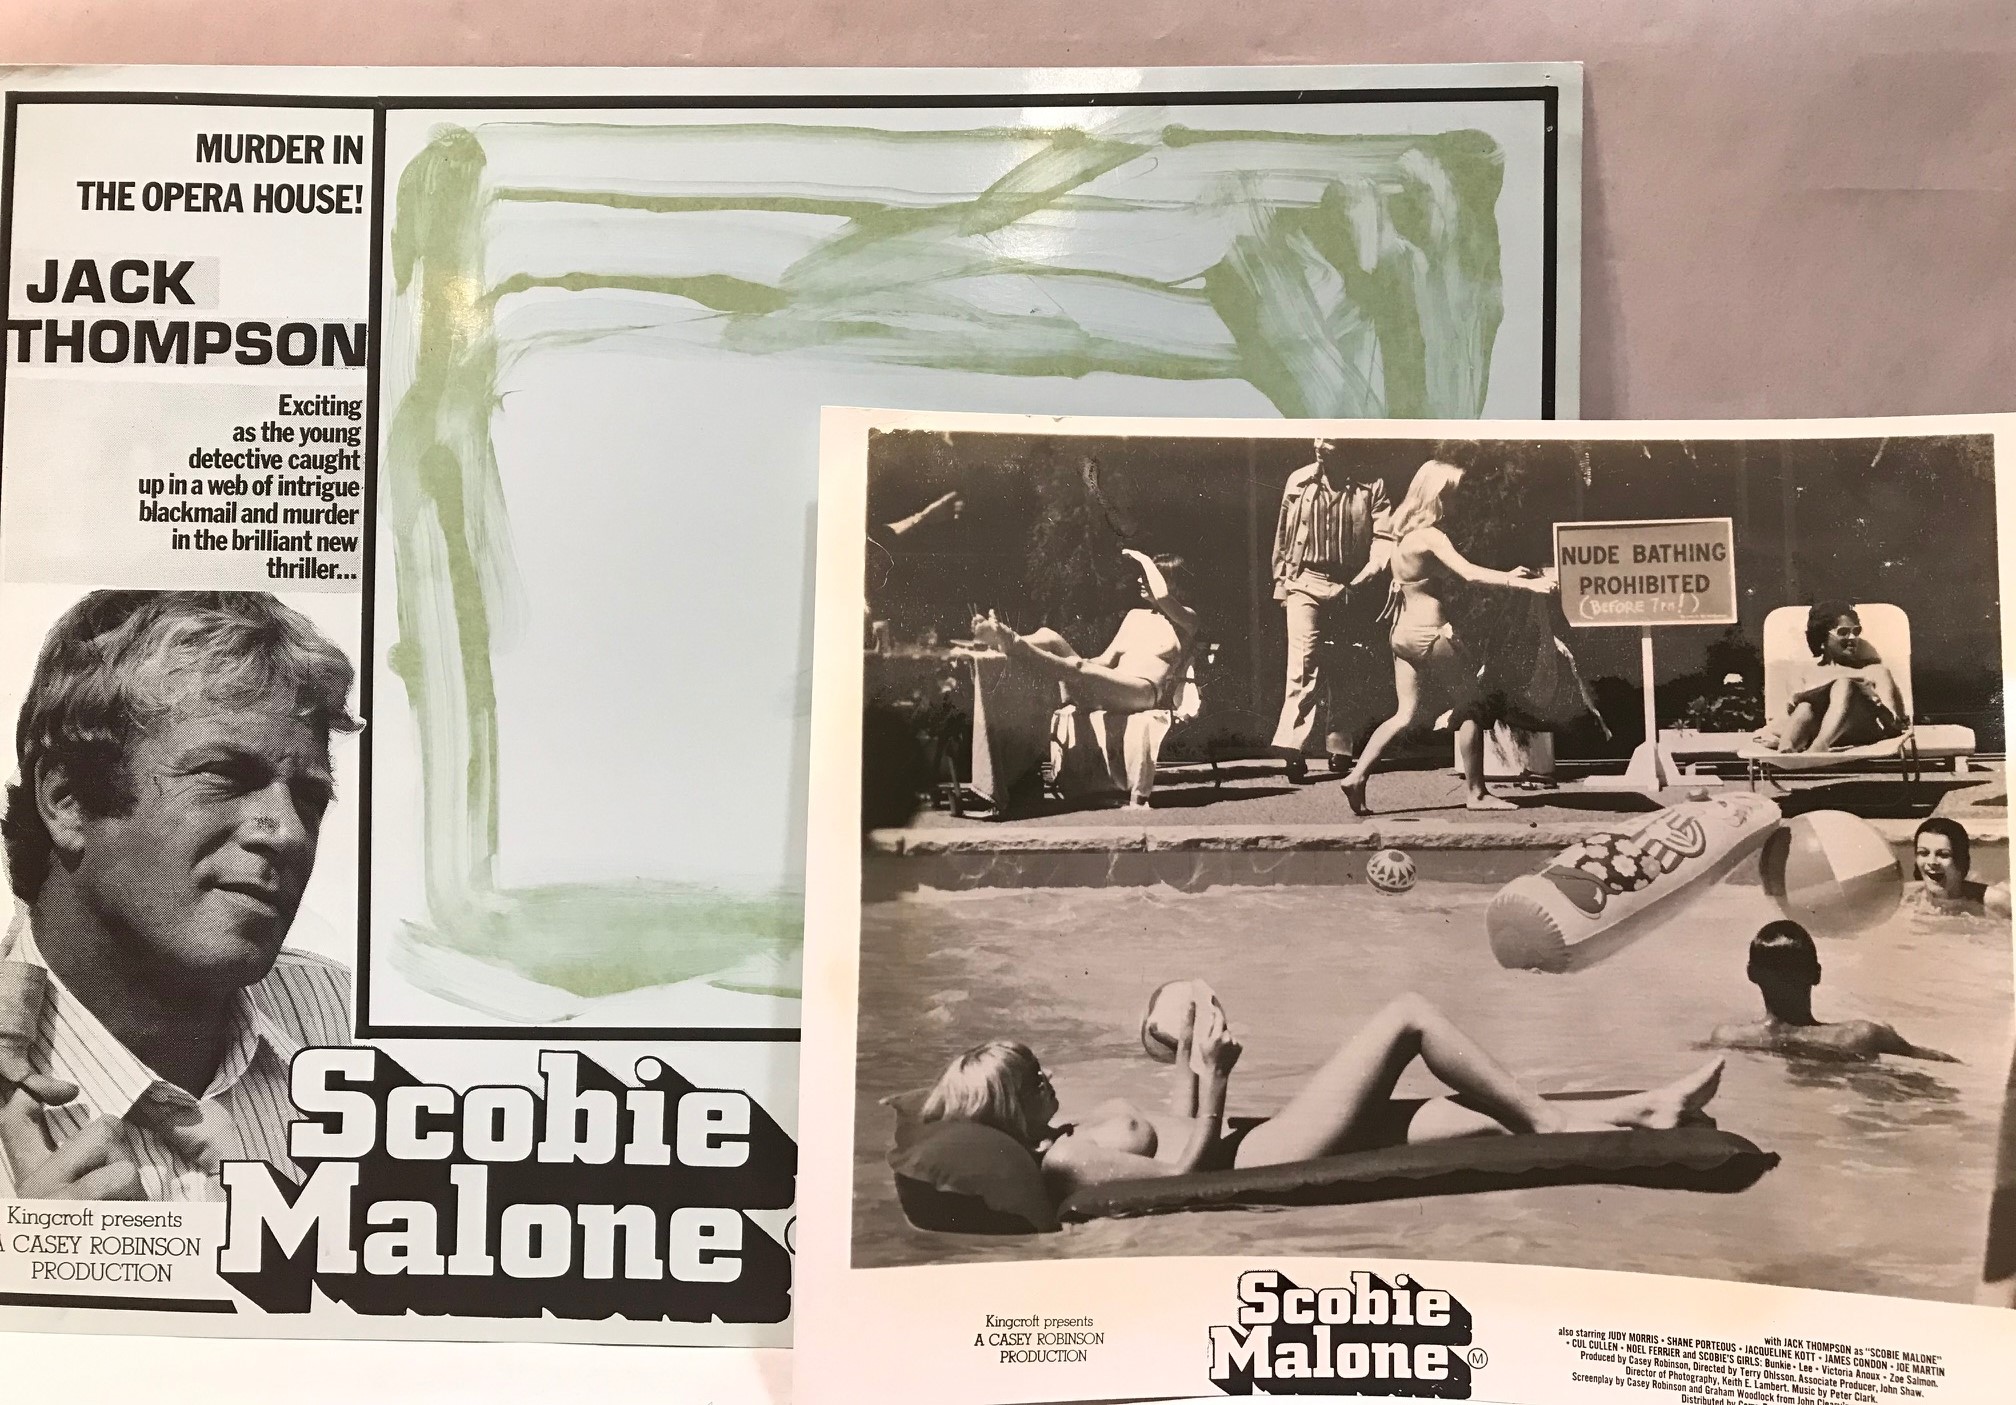 MURDER IN
THE OPERA HOUSE!
JACK
THOMPSON
Exciting
as the young
detective caught
up in a web of intrigue
blackmail and murder
in the brilliant new
thriller...
Scobie
Malone
Kingcroft presents
A CASEY ROBINSON
PRODUCTION
NUDE BATHING
PROHIBITED
(BEFORE 7PM!)
Kingcroft presents
A CASEY ROBINSON
PRODUCTION
Scobie
Malone
M
with JACK THOMPSON as "SCOBIE MALONE"
also starring JUDY MORRIS • SHANE PORTEOUS • JACQUELINE KOTT • JAMES CONDON • JOE MARTIN
• CUL CULLEN • NOEL FERRIER and SCOBIE'S GIRLS: Bunkie • Lee • Victoria Anoux • Zoe Salmon.
Produced by Casey Robinson, Directed by Terry Ohlsson. Associate Producer, John Shaw.
Director of Photography, Keith E. Lambert. Music by Peter Clark.
Screenplay by Casey Robinson and Graham Woodlock from John
Distributed by